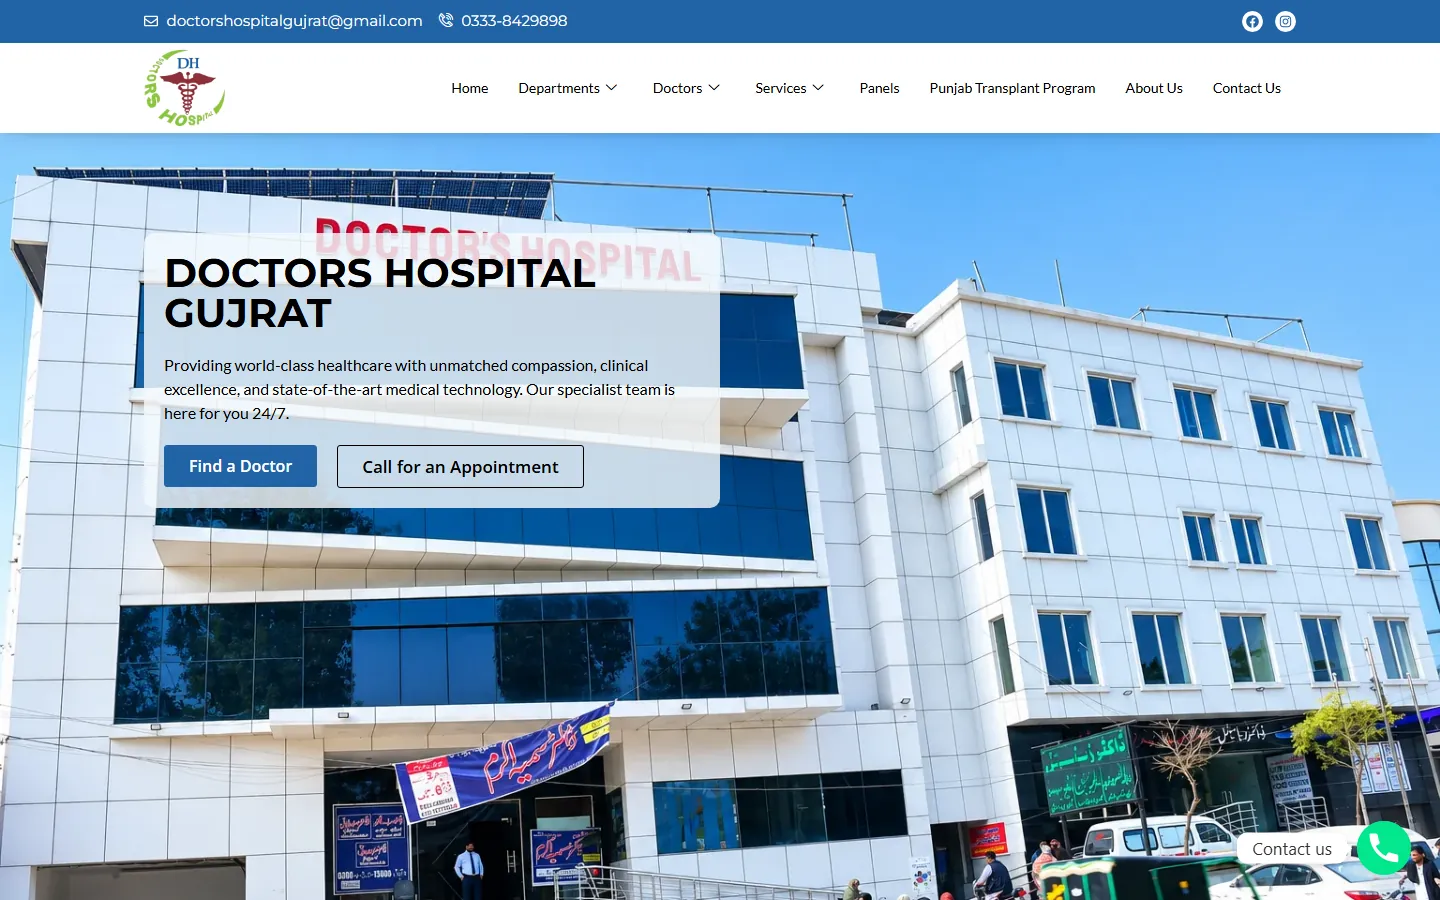 doctorshospitalgujrat@gmail.com
0333-8429898
DH
DOCTORS HOSPITAL
Home
Departments
Doctors
Services
Panels
Punjab Transplant Program
About Us
Contact Us
DOCTOR'S HOSPITAL
DOCTORS HOSPITAL
GUJRAT
Providing world-class healthcare with unmatched compassion, clinical
excellence, and state-of-the-art medical technology. Our specialist team is
here for you 24/7.
Find a Doctor
Call for an Appointment
ڈاکٹر سمیہ اکرم
Contact us